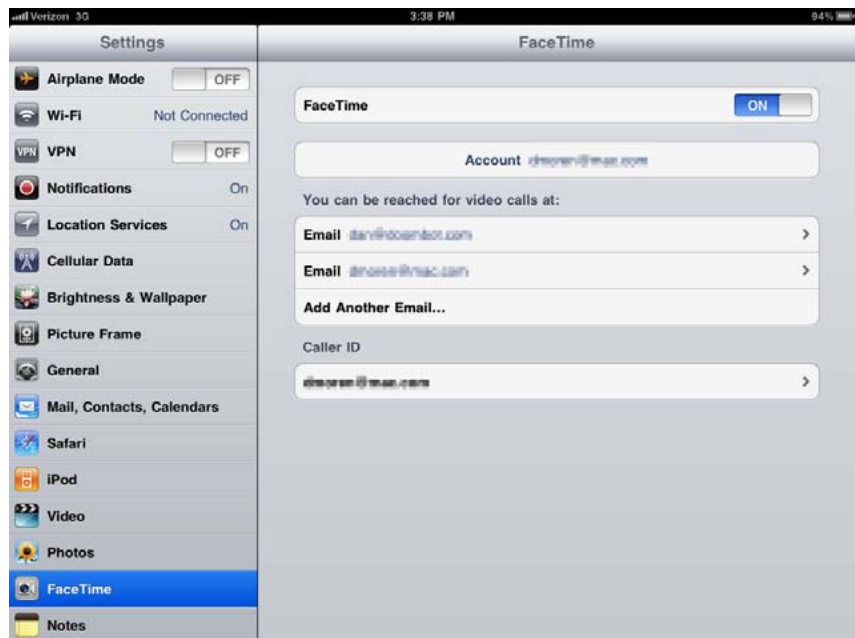 Verizon 3G
3:38 PM
94%
Settings
Airplane Mode OFF
Wi-Fi Not Connected
VPN VPN OFF
Notifications On
Location Services On
Cellular Data
Brightness & Wallpaper
Picture Frame
General
Mail, Contacts, Calendars
Safari
iPod
Video
Photos
FaceTime
Notes
FaceTime
FaceTime ON
Account
You can be reached for video calls at:
Email
Email
Add Another Email...
Caller ID